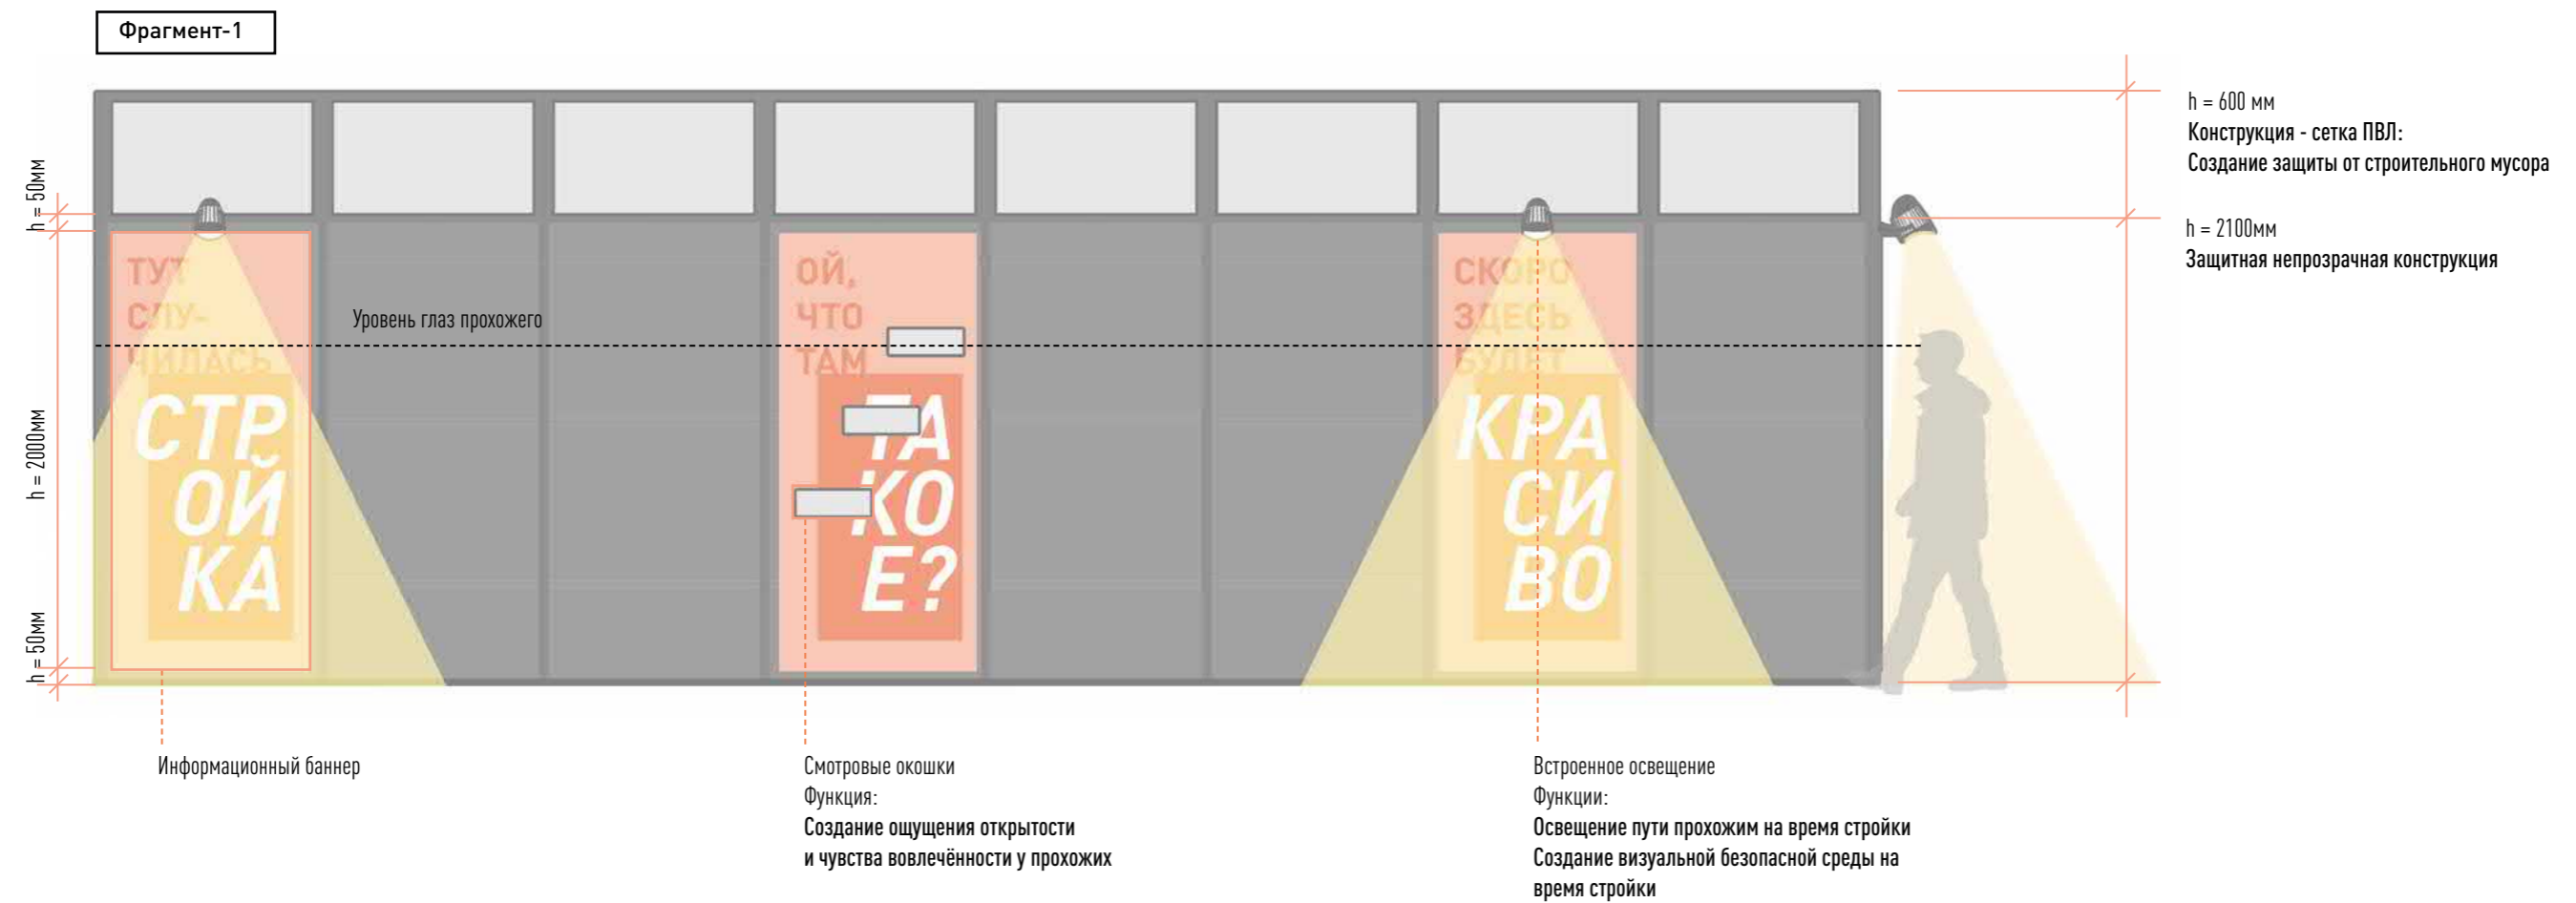 Фрагмент-1
h = 50мм
h = 2000мм
h = 50мм
ТУТ
СЛУ-
ЧИЛАСЬ
СТР
ОЙ
КА
Уровень глаз прохожего
ОЙ,
ЧТО
ТАМ
ТА
КО
Е?
СКОРО
ЗДЕСЬ
БУДЕТ
КРА
СИ
ВО
h = 600 мм
Конструкция - сетка ПВЛ:
Создание защиты от строительного мусора
h = 2100мм
Защитная непрозрачная конструкция
Информационный баннер
Смотровые окошки
Функция:
Создание ощущения открытости
и чувства вовлечённости у прохожих
Встроенное освещение
Функции:
Освещение пути прохожим на время стройки
Создание визуальной безопасной среды на
время стройки